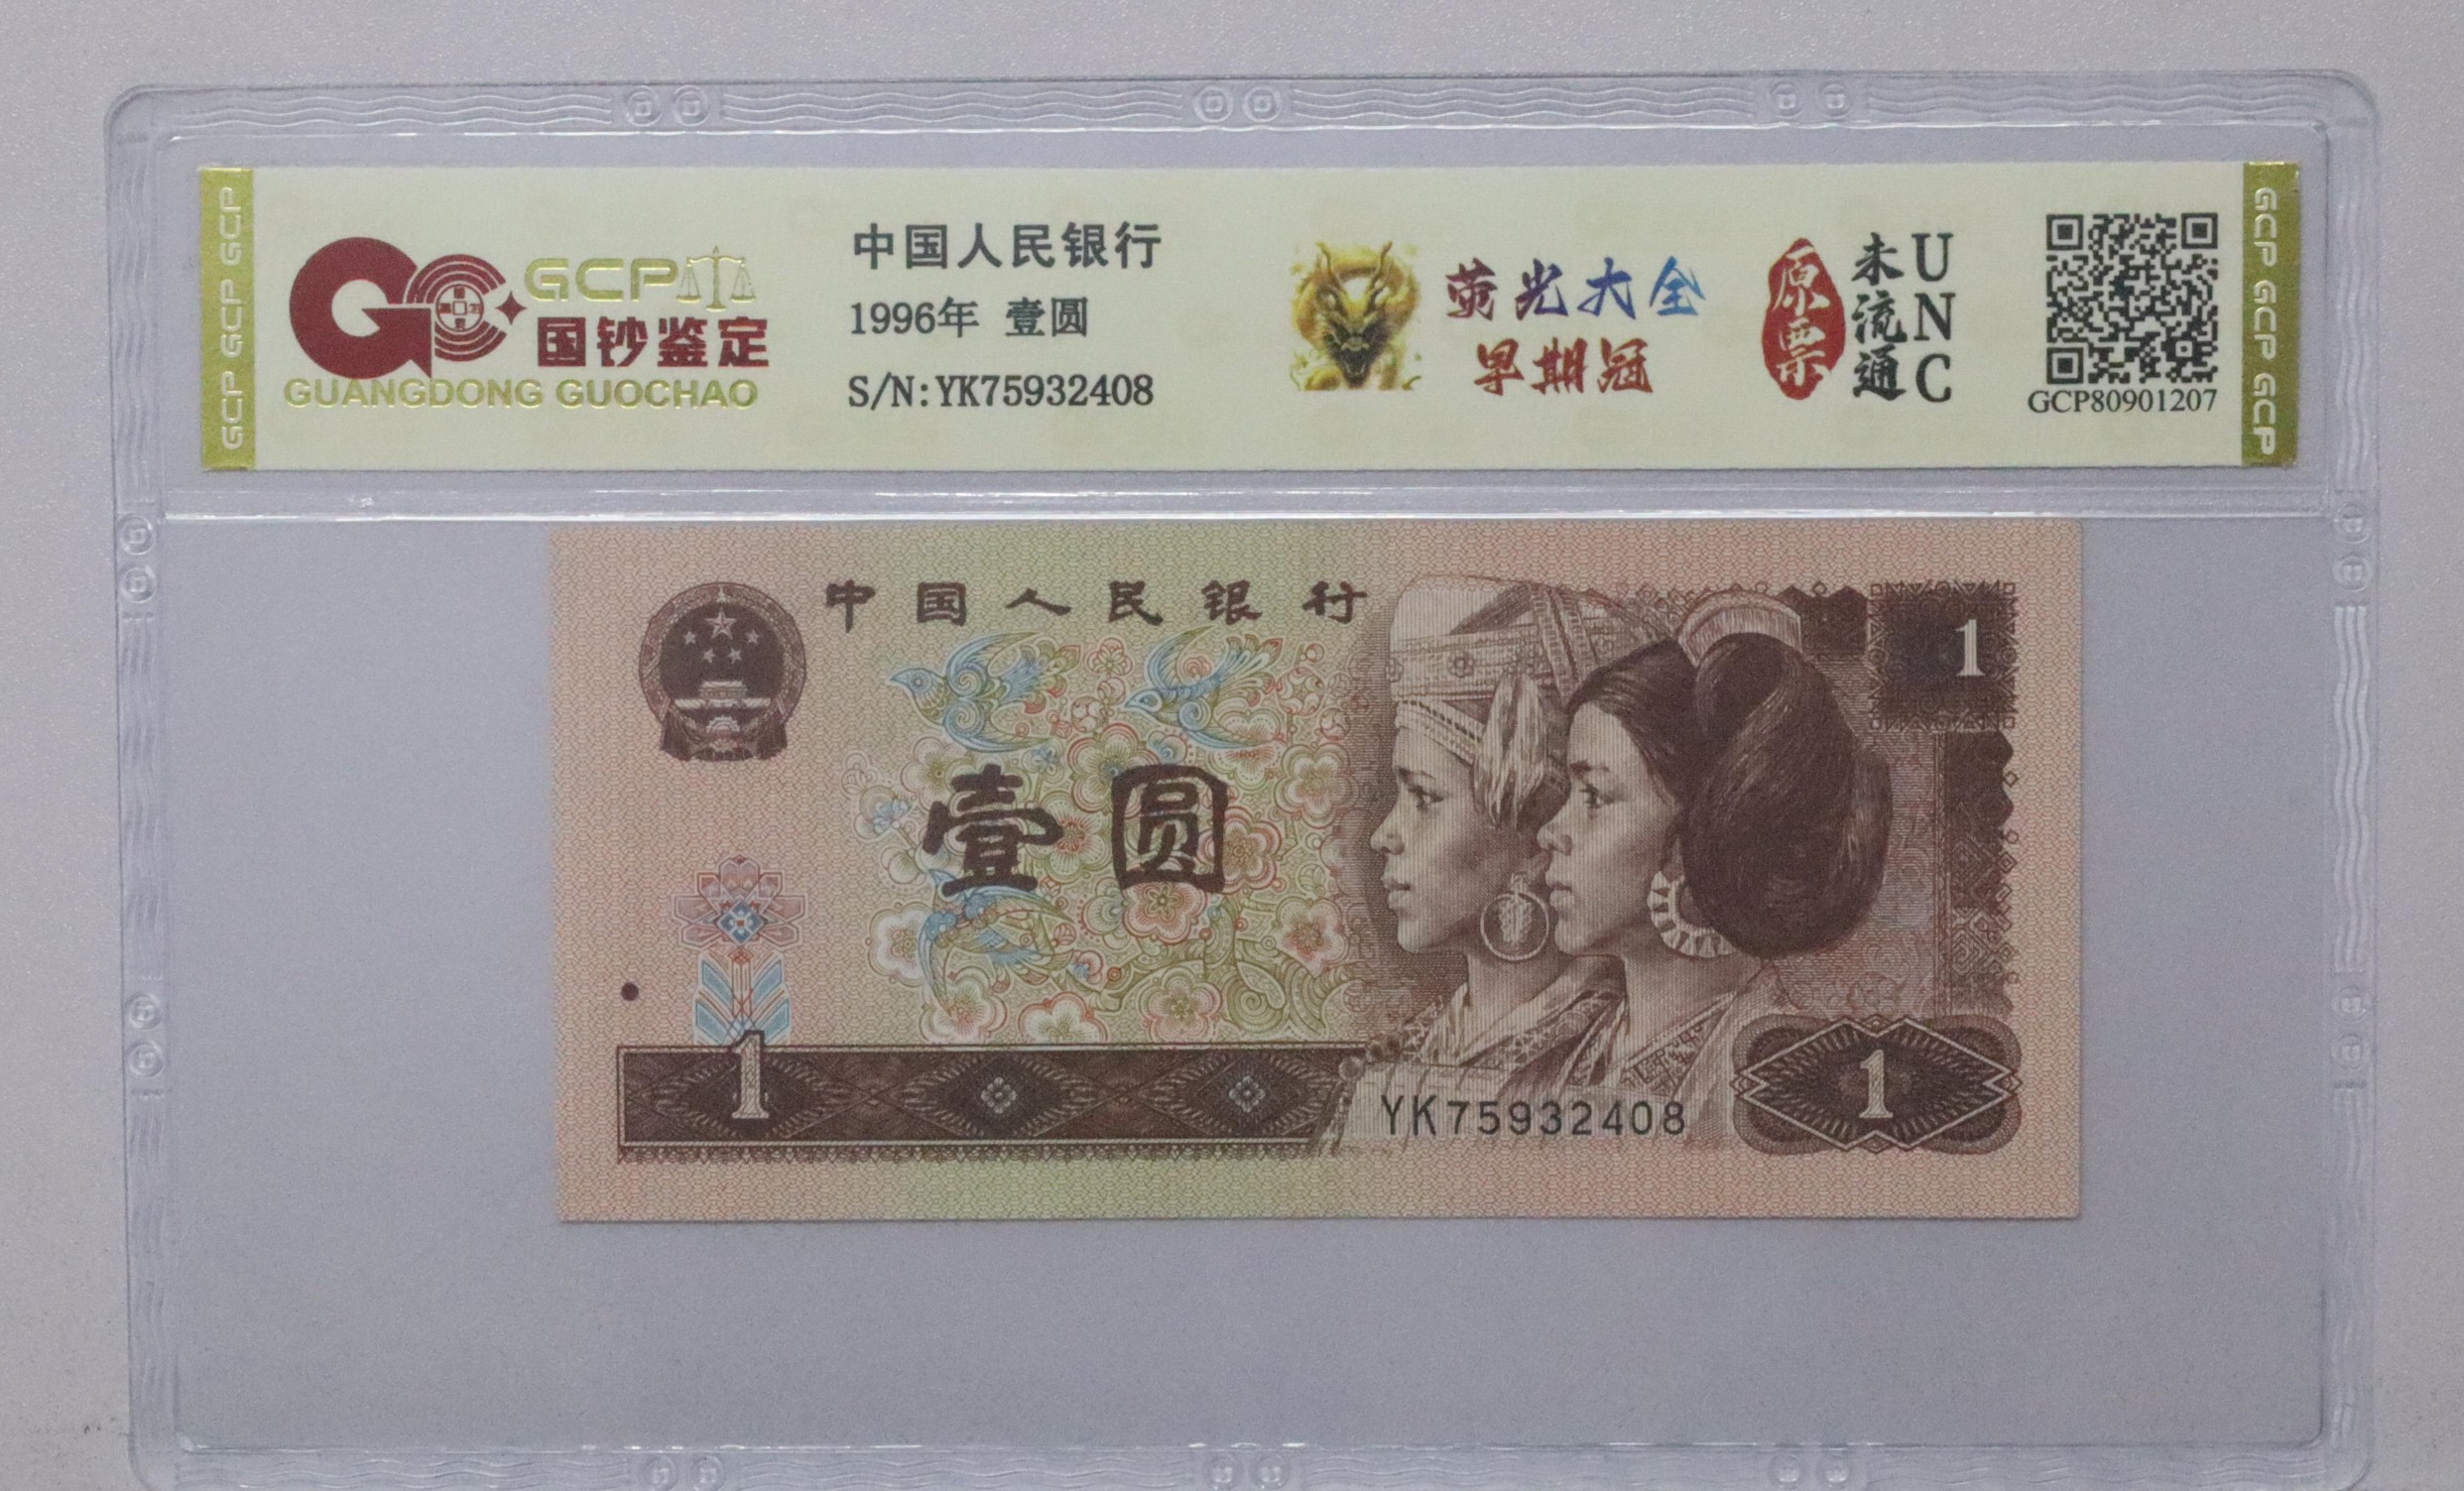 GCP GCP GCP
GCP
国钞鉴定
GUANGDONG GUOCHAO
中国人民银行
1996年 壹圆
S/N:YK75932408
荧光大全
早期冠
原票
未流通
UNC
GCP80901207
GCP GCP GCP
中国人民银行
1
壹圆
1
YK75932408
1